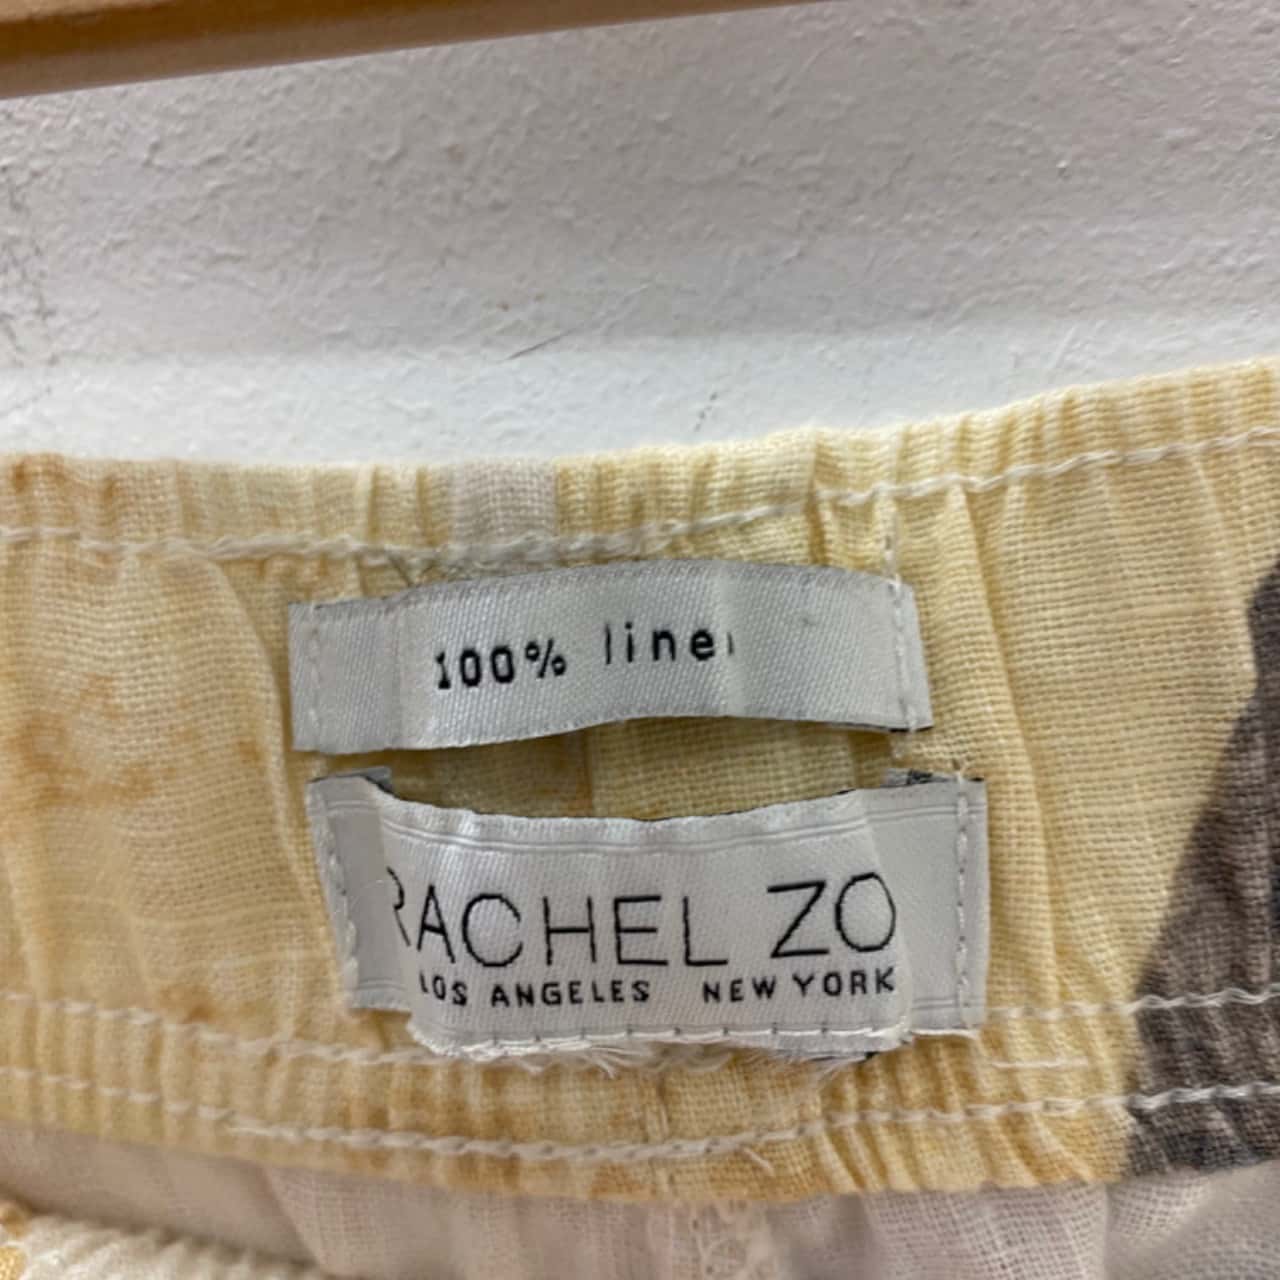 100% linen
RACHEL ZO
LOS ANGELES NEW YORK